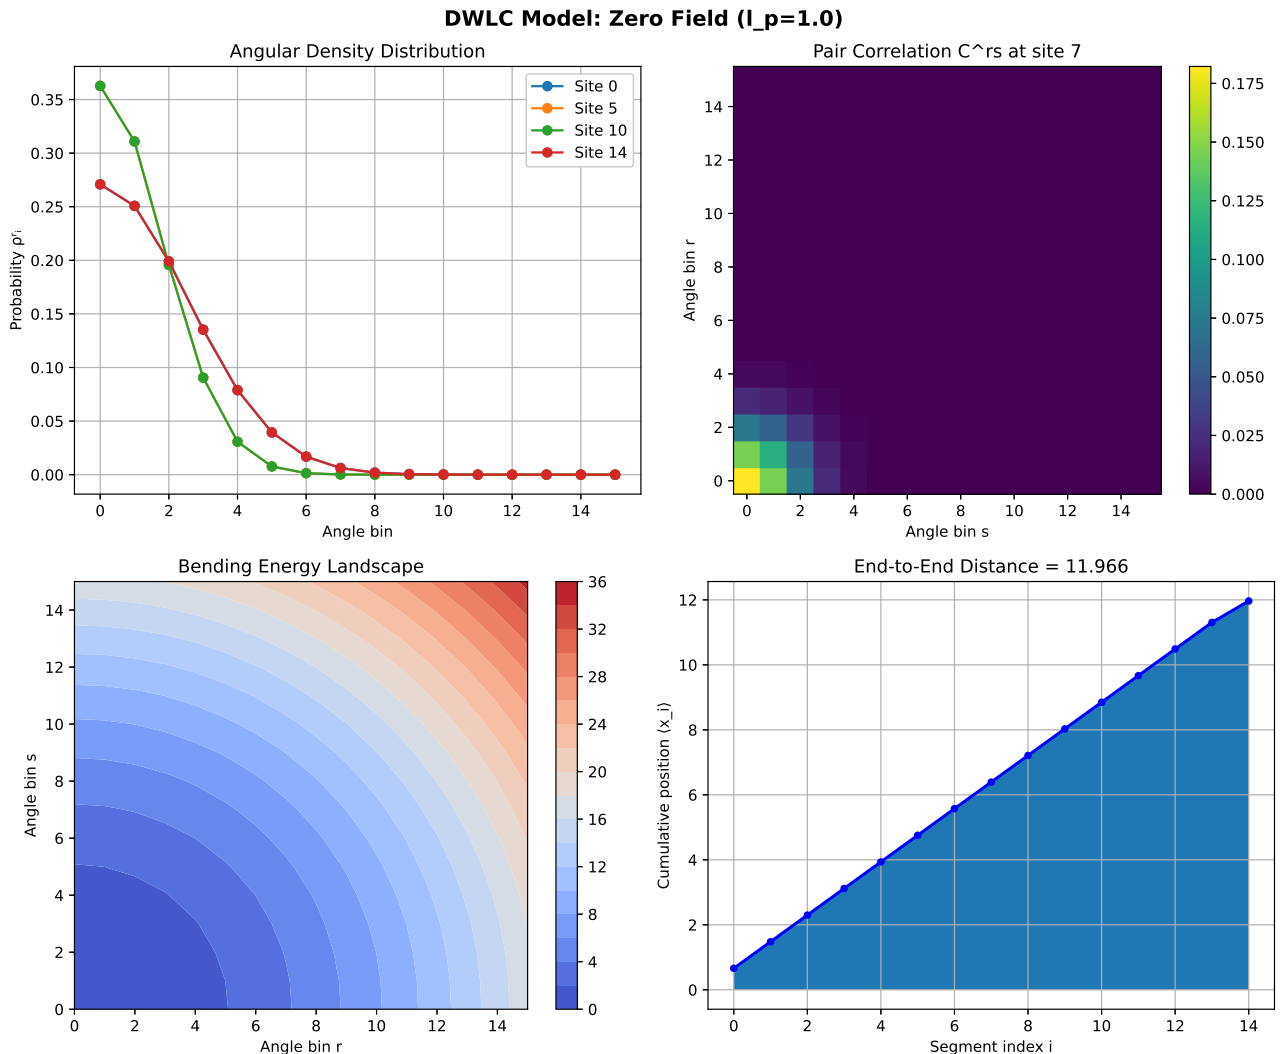 DWLC Model: Zero Field (l_p=1.0)
Angular Density Distribution
Probability ρʳᵢ
0.35
0.30
0.25
0.20
0.15
0.10
0.05
0.00
0 2 4 6 8 10 12 14
Angle bin
Site 0
Site 5
Site 10
Site 14
Pair Correlation C^rs at site 7
Angle bin r
14
12
10
8
6
4
2
0
0 2 4 6 8 10 12 14
Angle bin s
0.175
0.150
0.125
0.100
0.075
0.050
0.025
0.000
Bending Energy Landscape
Angle bin s
14
12
10
8
6
4
2
0
0 2 4 6 8 10 12 14
Angle bin r
36
32
28
24
20
16
12
8
4
0
End-to-End Distance = 11.966
Cumulative position ⟨x_i⟩
12
10
8
6
4
2
0
0 2 4 6 8 10 12 14
Segment index i